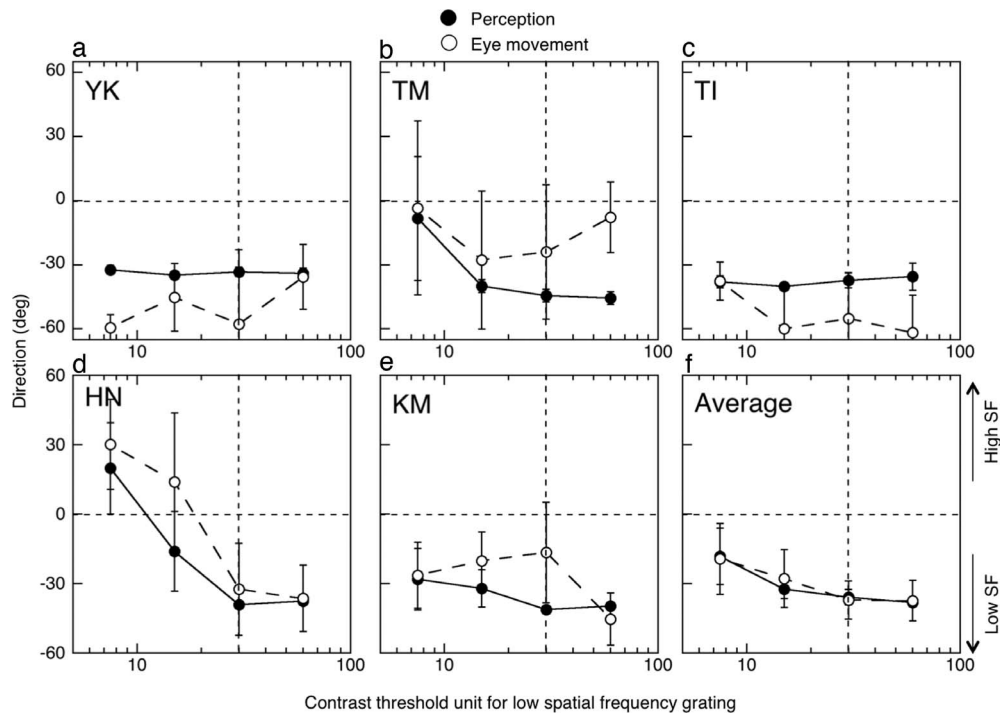 Perception
Eye movement
a b c
60 YK TM TI
30
0
-30
-60
10 100 10 100 10 100
d e f
60 HN KM Average
30
0
-30
-60
10 100 10 100 10 100
Direction (deg)
High SF
Low SF
Contrast threshold unit for low spatial frequency grating